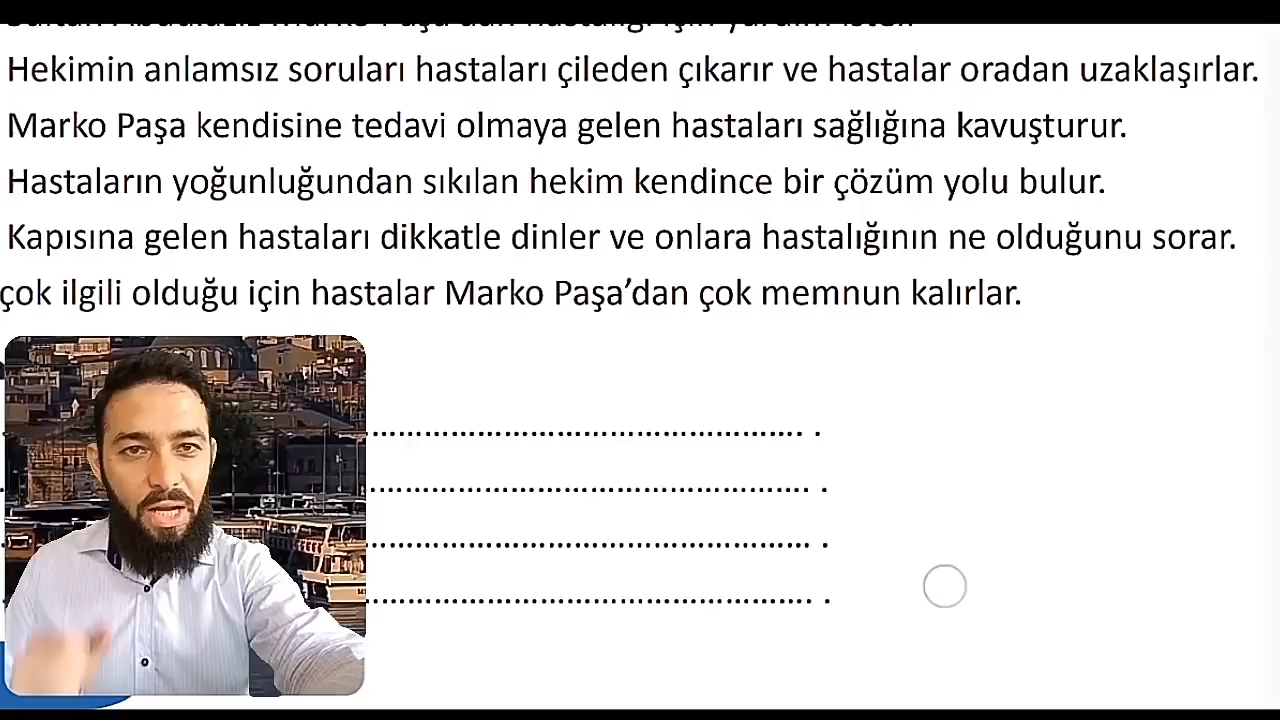 Hekimin anlamsız soruları hastaları çileden çıkarır ve hastalar oradan uzaklaşırlar.
Marko Paşa kendisine tedavi olmaya gelen hastaları sağlığına kavuşturur.
Hastaların yoğunluğundan sıkılan hekim kendince bir çözüm yolu bulur.
Kapısına gelen hastaları dikkatle dinler ve onlara hastalığının ne olduğunu sorar.
çok ilgili olduğu için hastalar Marko Paşa’dan çok memnun kalırlar.